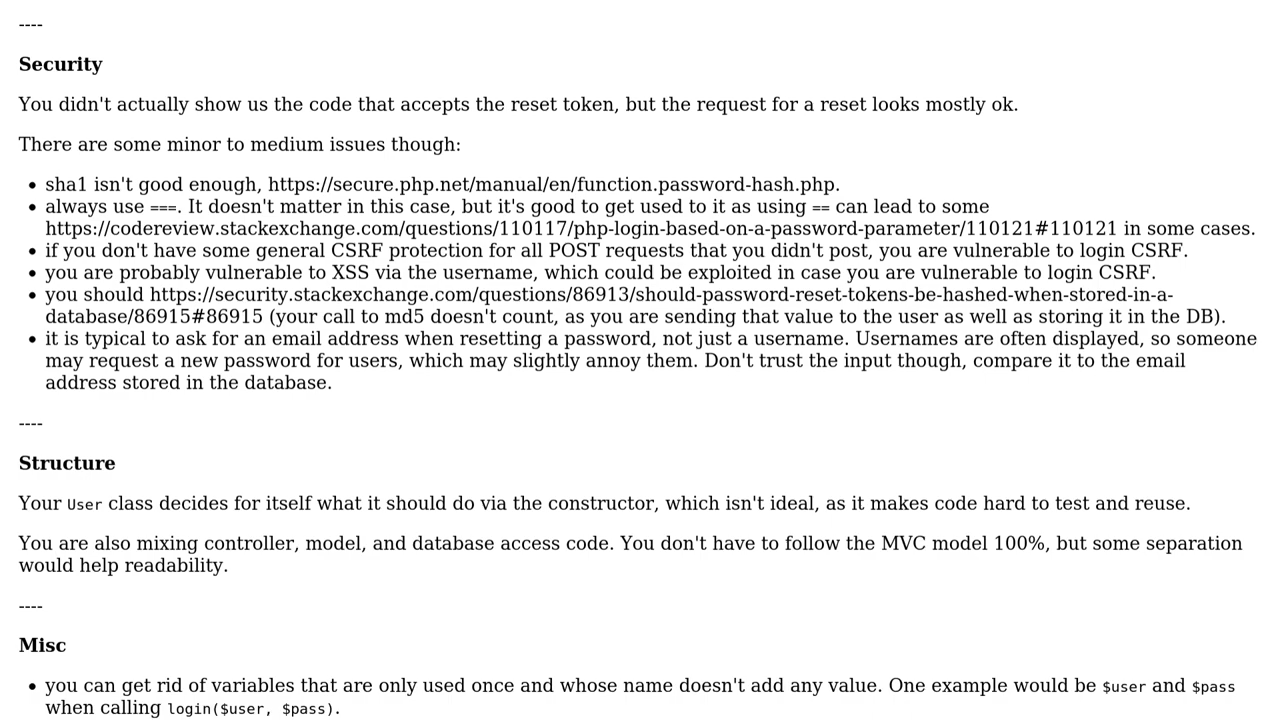 ----
Security
You didn't actually show us the code that accepts the reset token, but the request for a reset looks mostly ok.
There are some minor to medium issues though:
• sha1 isn't good enough, https://secure.php.net/manual/en/function.password-hash.php.
• always use ===. It doesn't matter in this case, but it's good to get used to it as using == can lead to some
https://codereview.stackexchange.com/questions/110117/php-login-based-on-a-password-parameter/110121#110121 in some cases.
• if you don't have some general CSRF protection for all POST requests that you didn't post, you are vulnerable to login CSRF.
• you are probably vulnerable to XSS via the username, which could be exploited in case you are vulnerable to login CSRF.
• you should https://security.stackexchange.com/questions/86913/should-password-reset-tokens-be-hashed-when-stored-in-a-
database/86915#86915 (your call to md5 doesn't count, as you are sending that value to the user as well as storing it in the DB).
• it is typical to ask for an email address when resetting a password, not just a username. Usernames are often displayed, so someone
may request a new password for users, which may slightly annoy them. Don't trust the input though, compare it to the email
address stored in the database.
----
Structure
Your User class decides for itself what it should do via the constructor, which isn't ideal, as it makes code hard to test and reuse.
You are also mixing controller, model, and database access code. You don't have to follow the MVC model 100%, but some separation
would help readability.
----
Misc
• you can get rid of variables that are only used once and whose name doesn't add any value. One example would be $user and $pass
when calling login($user, $pass).